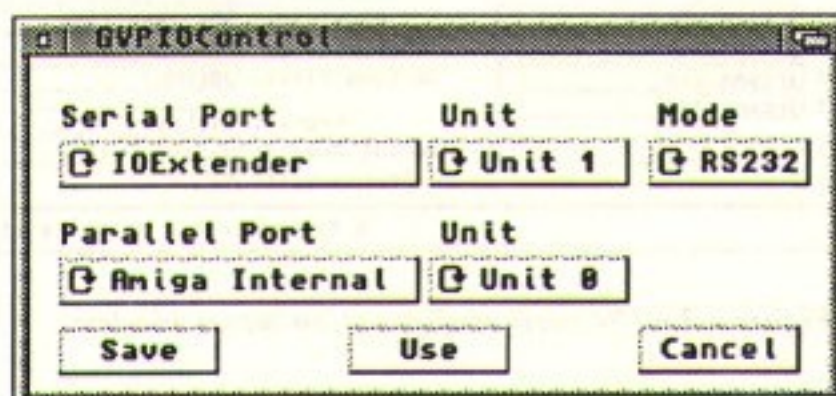 GVPIOControl
Serial Port Unit Mode
IOExtender Unit 1 RS232
Parallel Port Unit
Amiga Internal Unit 0
Save Use Cancel